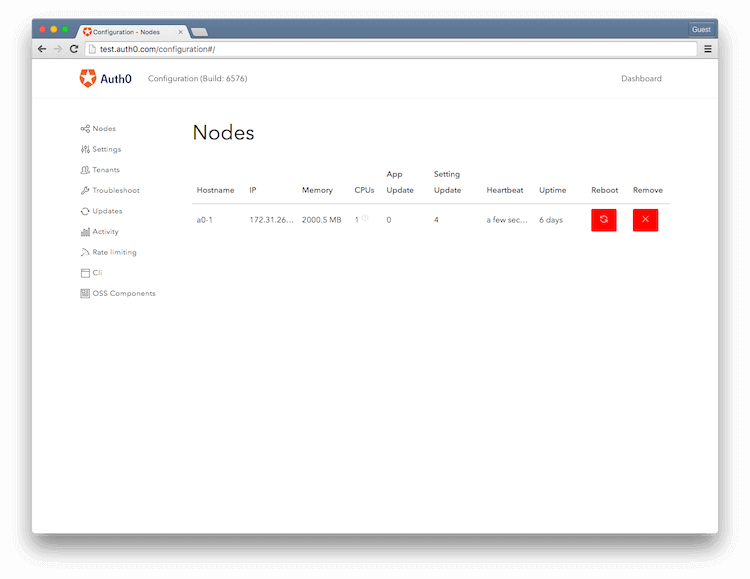 Configuration - Nodes
Guest
test.auth0.com/configuration#/
Auth0 Configuration (Build: 6576) Dashboard
Nodes
Settings
Tenants
Troubleshoot
Updates
Activity
Rate limiting
Cli
OSS Components
Nodes
Hostname IP Memory CPUs App Update Setting Update Heartbeat Uptime Reboot Remove
a0-1 172.31.26... 2000.5 MB 1 0 4 a few sec... 6 days